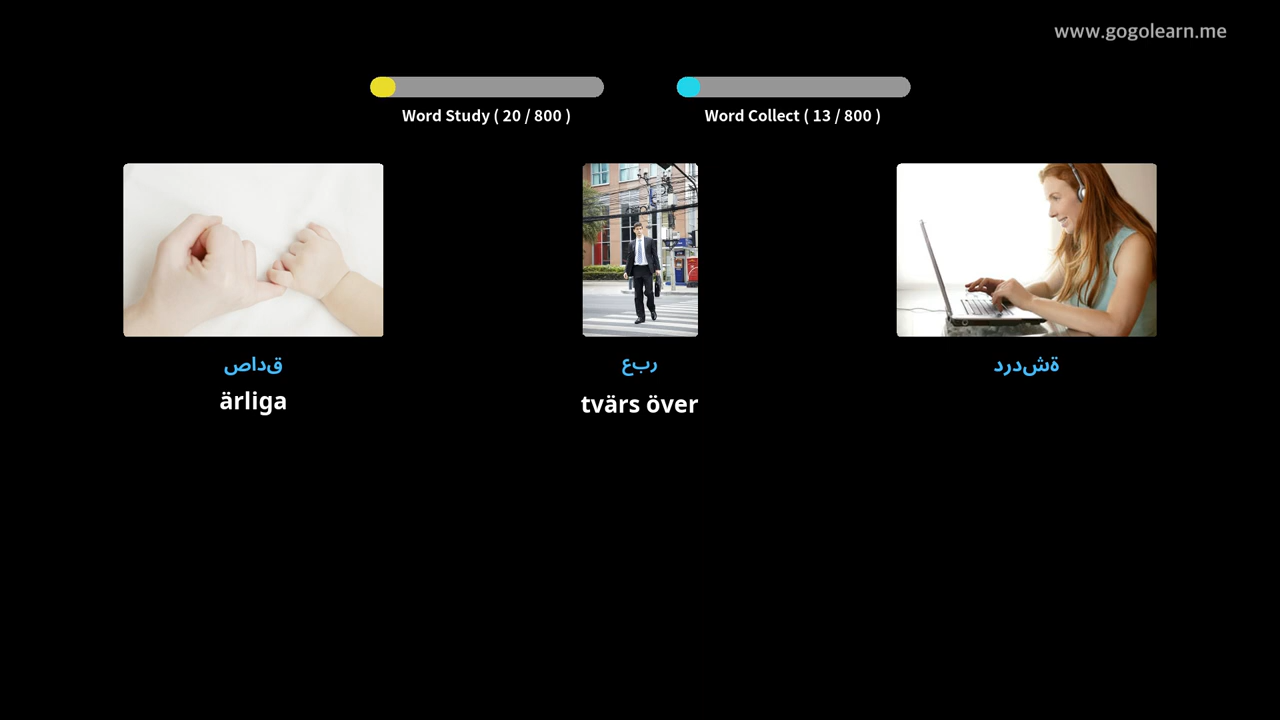 www.gogolearn.me
Word Study ( 20 / 800 )
Word Collect ( 13 / 800 )
قداص
ärliga
ربع
tvärs över
ةشدرد